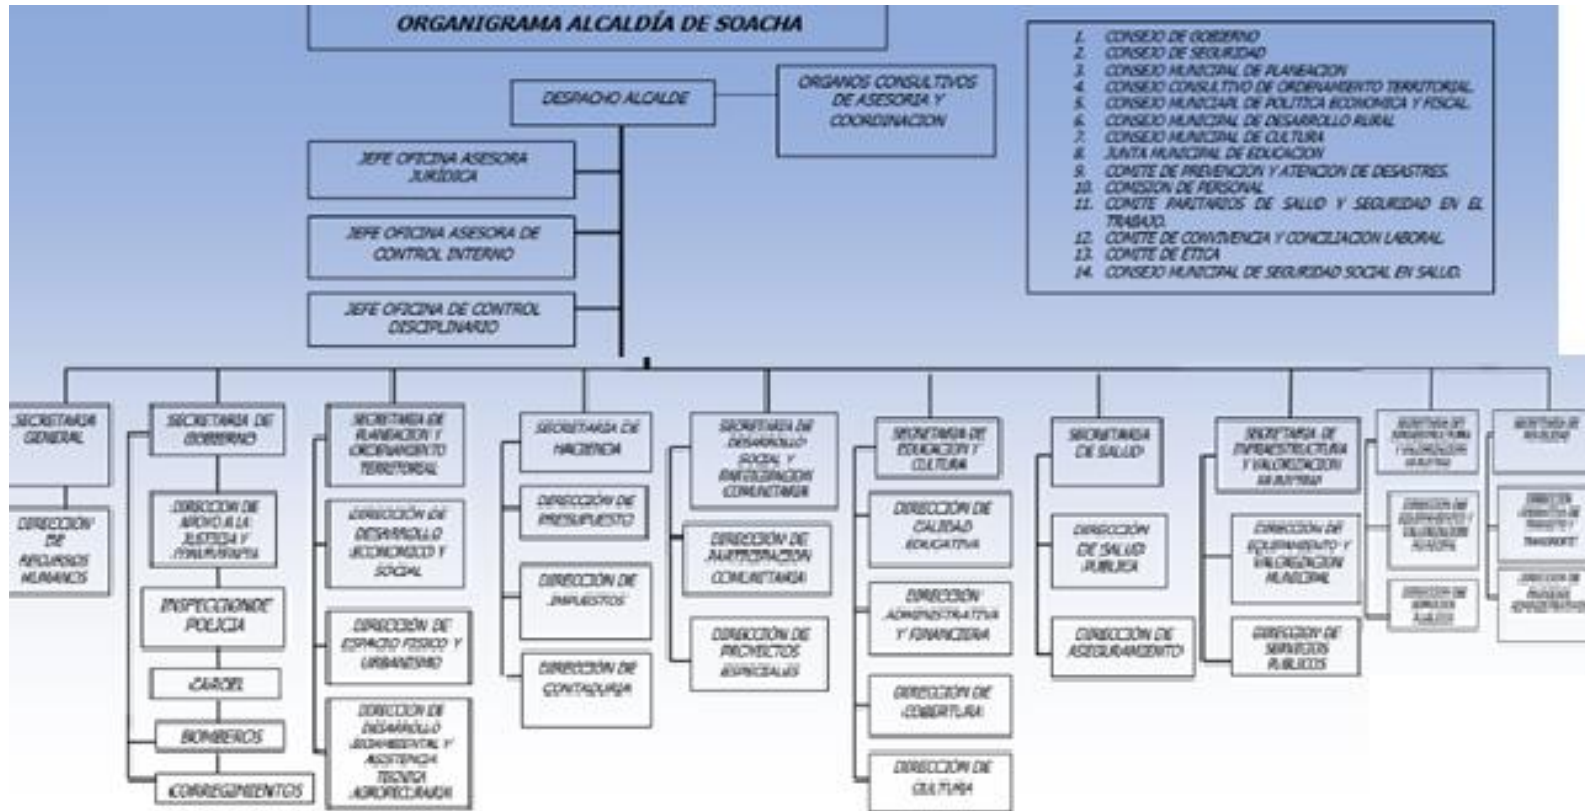 ORGANIGRAMA ALCALDÍA DE SOACHA
DESPACHO ALCALDE
ORGANOS CONSULTIVOS
DE ASESORIA Y
COORDINACION
1. CONSEJO DE GOBIERNO
2. CONSEJO DE SEGURIDAD
3. CONSEJO MUNICIPAL DE PLANEACION
4. CONSEJO CONSULTIVO DE ORDENAMIENTO TERRITORIAL.
5. CONSEJO DE POLITICA ECONOMICA Y FISCAL.
6. CONSEJO MUNICIPAL DE DESARROLLO RURAL
7. CONSEJO MUNICIPAL DE CULTURA
8. JUNTA MUNICIPAL DE EDUCACION
9. COMITE DE PREVENCION Y ATENCION DE DESASTRES.
10. COMISION DE PERSONAL
11. COMITE PARITARIOS DE SALUD Y SEGURIDAD EN EL
TRABAJO.
12. COMITE DE CONVIVENCIA Y CONCILIACION LABORAL.
13. COMITE DE ETICA
14. CONSEJO MUNICIPAL DE SEGURIDAD SOCIAL EN SALUD.
JEFE OFICINA ASESORA
JURÍDICA
JEFE OFICINA ASESORA DE
CONTROL INTERNO
JEFE OFICINA DE CONTROL
DISCIPLINARIO
SECRETARIA
GENERAL
DIRECCIÓN
DE
RECURSOS
HUMANOS
SECRETARIA DE
GOBIERNO
DIRECCION DE
APOYO A LA
JUSTICIA Y
INSPECCIONDE
POLICIA
CARCEL
BOMBEROS
CORREGIMIENTOS
SECRETARIA DE
PLANEACION Y
ORDENAMIENTO
TERRITORIAL
DIRECCIÓN DE
DESARROLLO
ECONOMICO Y
SOCIAL
DIRECCIÓN DE
ESPACIO FISICO Y
URBANISMO
DIRECCION DE
DESARROLLO
Y
ASISTENCIA
TECNICA
AGROPECUARIA
SECRETARIA DE
HACIENDA
DIRECCIÓN DE
PRESUPUESTO
DIRECCIÓN DE
IMPUESTOS
DIRECCIÓN DE
CONTADURIA
SECRETARIA DE
DESARROLLO
SOCIAL Y
PARTICIPACION
COMUNITARIA
DIRECCIÓN DE
PARTICIPACION
COMUNITARIA
DIRECCIÓN DE
PROYECTOS
ESPECIALES
SECRETARIA DE
EDUCACION Y
CULTURA
DIRECCIÓN DE
CALIDAD
EDUCATIVA
DIRECCIÓN
ADMINISTRATIVA
Y FINANCIERA
DIRECCIÓN DE
COBERTURA
DIRECCIÓN DE
CULTURA
SECRETARIA
DE SALUD
DIRECCIÓN
DE SALUD
PUBLICA
DIRECCIÓN DE
ASEGURAMIENTO
SECRETARIA DE
INFRAESTRUCTURA
Y VALORIZACION
DIRECCIÓN DE
EQUIPAMIENTO Y
VALORIZACION
MUNICIPAL
DIRECCION DE
SERVICIOS
PUBLICOS